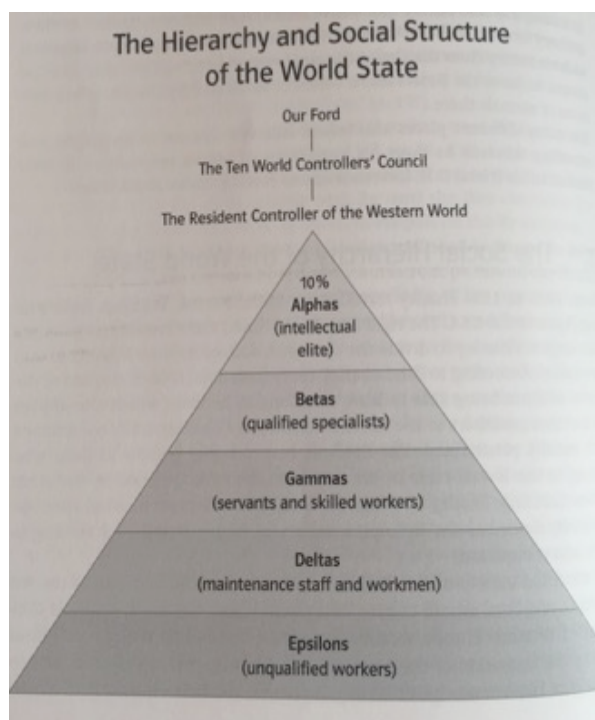 The Hierarchy and Social Structure
of the World State
Our Ford
The Ten World Controllers' Council
The Resident Controller of the Western World
10%
Alphas
(intellectual
elite)
Betas
(qualified specialists)
Gammas
(servants and skilled workers)
Deltas
(maintenance staff and workmen)
Epsilons
(unqualified workers)